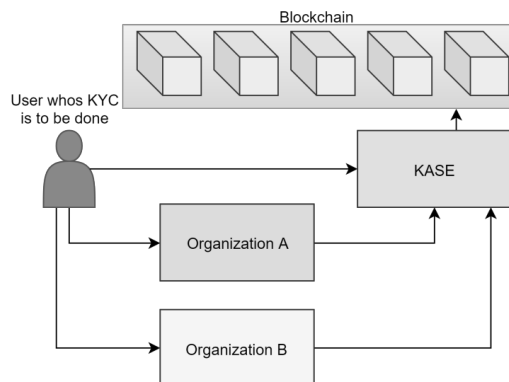 Blockchain
User whos KYC
is to be done
KASE
Organization A
Organization B